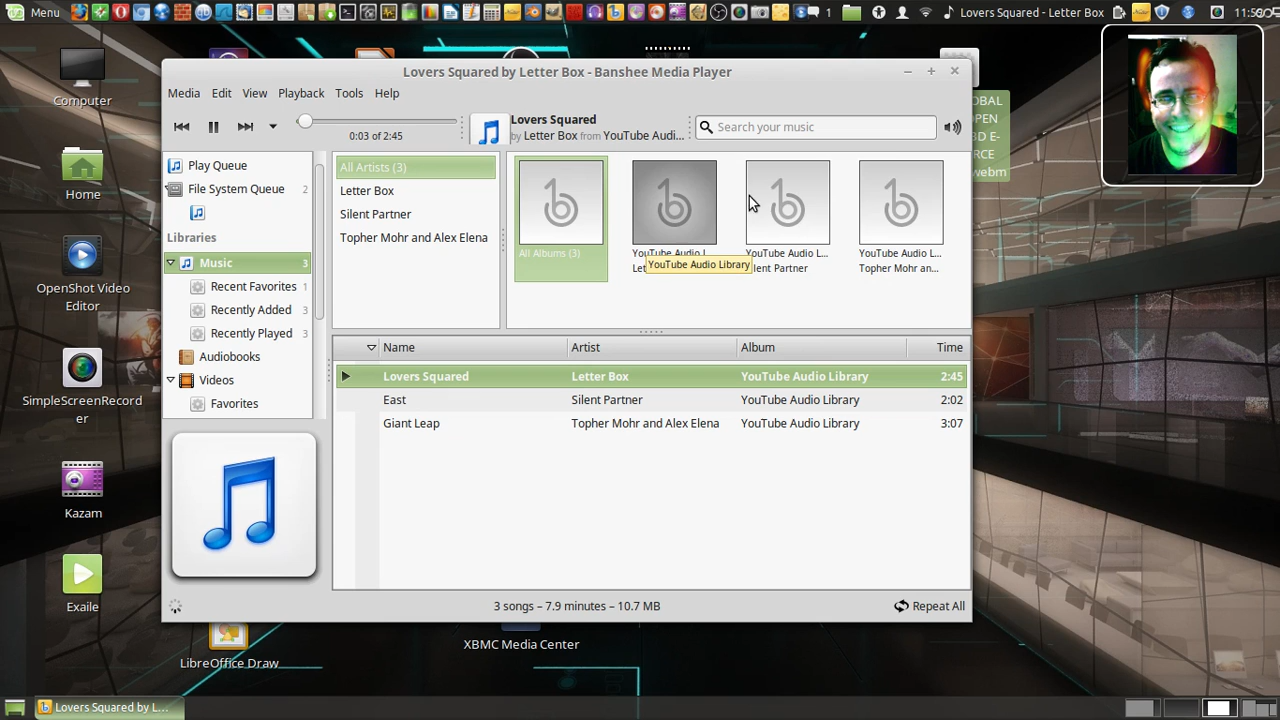 Menu
1
Lovers Squared - Letter Box
Computer
Home
OpenShot Video
Editor
SimpleScreenRecord
er
Kazam
Exaile
LibreOffice Draw
XBMC Media Center
webm
Lovers Squared by Letter Box - Banshee Media Player
Media Edit View Playback Tools Help
0:03 of 2:45
Lovers Squared
by Letter Box from YouTube Audi...
Search your music
Play Queue
File System Queue 2
Libraries
Music 3
Recent Favorites 1
Recently Added 3
Recently Played 3
Audiobooks
Videos
Favorites
All Artists (3)
Letter Box
Silent Partner
Topher Mohr and Alex Elena
All Albums (3)
YouTube Audio L...
YouTube Audio Library
YouTube Audio L...
Topher Mohr an...
Name Artist Album Time
Lovers Squared Letter Box YouTube Audio Library 2:45
East Silent Partner YouTube Audio Library 2:02
Giant Leap Topher Mohr and Alex Elena YouTube Audio Library 3:07
3 songs – 7.9 minutes – 10.7 MB
Repeat All
Lovers Squared by L...